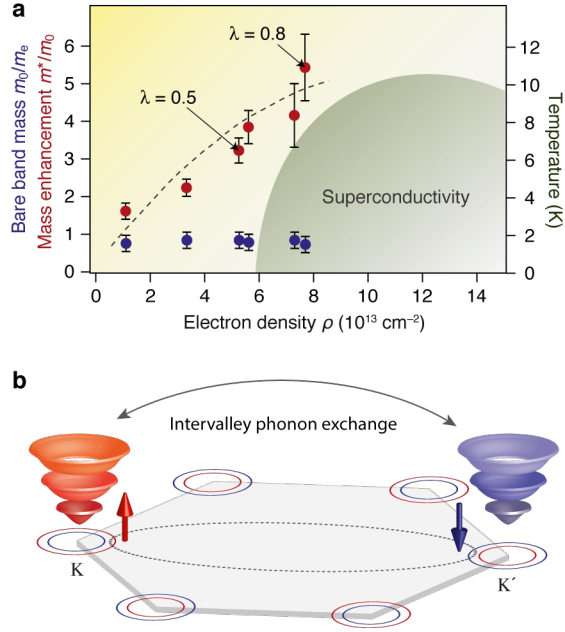 a
Bare band mass m₀/mₑ
Mass enhancement m*/m₀
6
5
4
3
2
1
0
λ = 0.8
λ = 0.5
Superconductivity
12
10
8
6
4
2
0
Temperature (K)
0 2 4 6 8 10 12 14
Electron density ρ (10¹³ cm⁻²)
b
Intervalley phonon exchange
K
K´